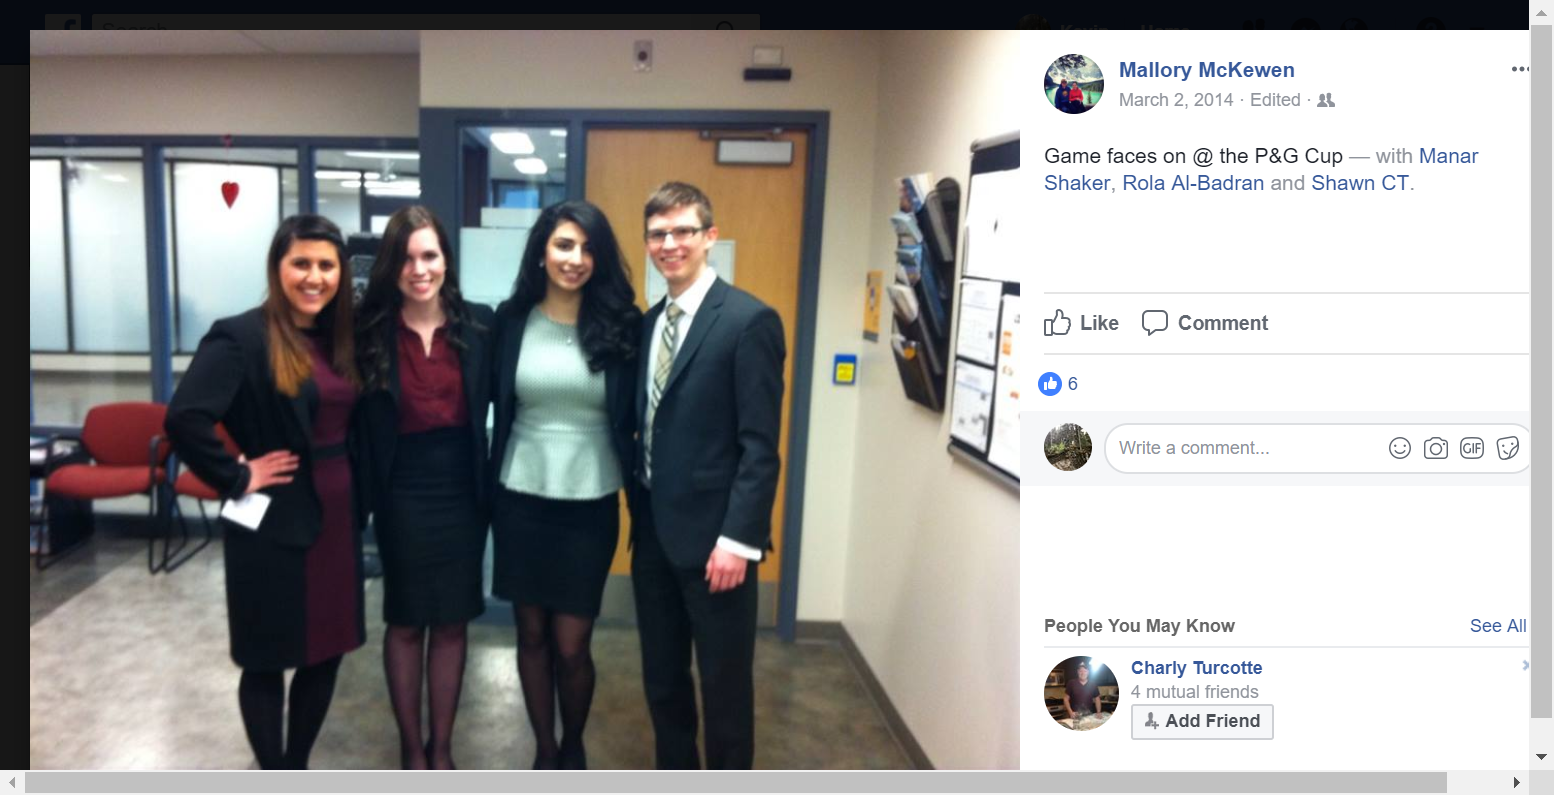 Search
Mallory McKewen
March 2, 2014 · Edited ·
Game faces on @ the P&G Cup — with Manar
Shaker, Rola Al-Badran and Shawn CT.
Like Comment
6
Write a comment...
GIF
People You May Know
See All
Charly Turcotte
4 mutual friends
Add Friend